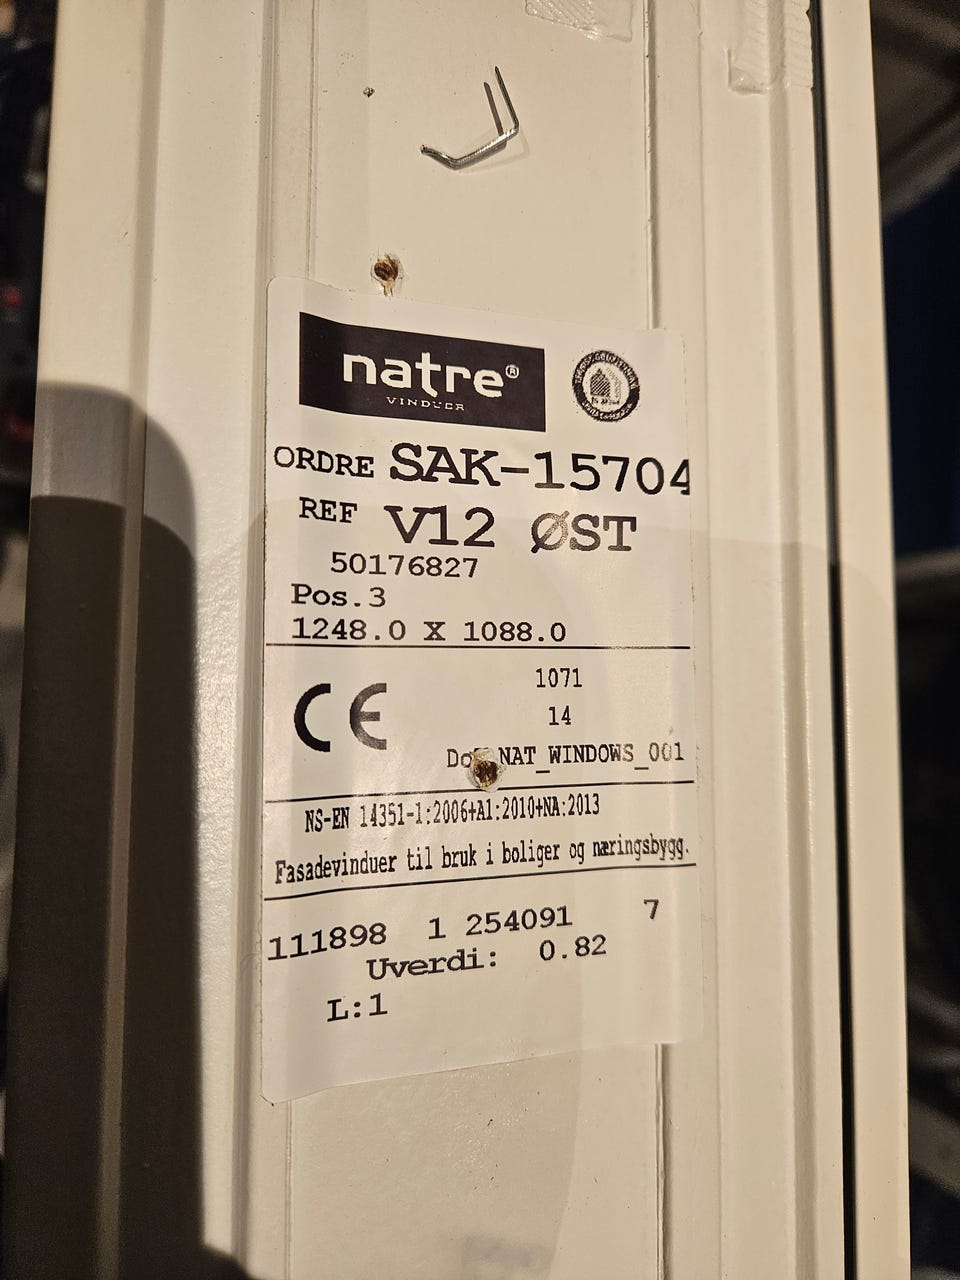 natre®
VINDUER
ORDRE SAK-15704
REF V12 ØST
50176827
Pos.3
1248.0 X 1088.0
CE 1071
14
DoP NAT_WINDOWS_001
NS-EN 14351-1:2006+A1:2010+NA:2013
Fasadevinduer til bruk i boliger og næringsbygg.
111898 1 254091 7
Uverdi: 0.82
L:1